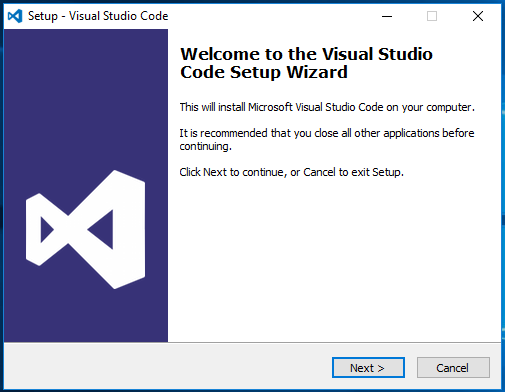 Setup - Visual Studio Code
Welcome to the Visual Studio
Code Setup Wizard
This will install Microsoft Visual Studio Code on your computer.
It is recommended that you close all other applications before
continuing.
Click Next to continue, or Cancel to exit Setup.
Next >
Cancel